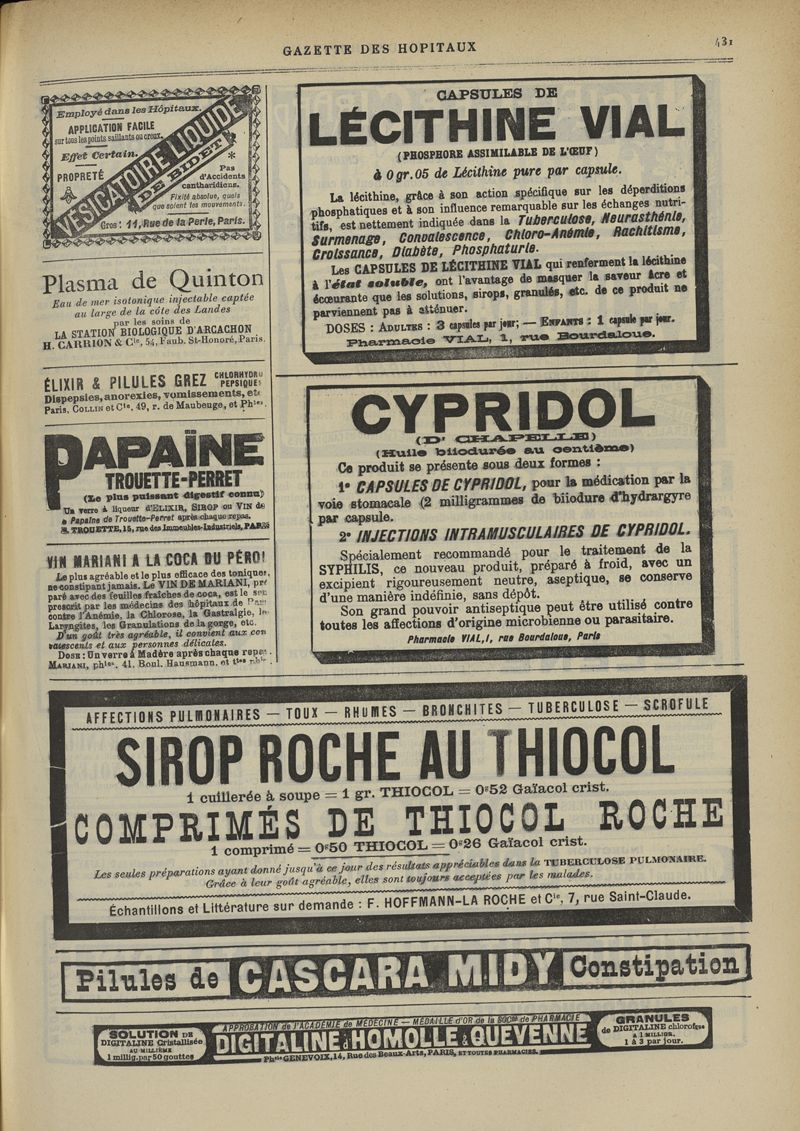 GAZETTE DES HOPITAUX
431
Employé dans les Hôpitaux.
APPLICATION FACILE
sur tous les points saillants ou creux.
Effet Certain.
PROPRETÉ
VESICATOIRE LIQUIDE
DE BIDET
*
Pas
d'Accidents
cantharidiens.
Fixité absolue, quels
que soient les mouvements.
Gros : 11, Rue de la Perle, Paris.
Plasma de Quinton
Eau de mer isotonique injectable captée
au large de la côte des Landes
par les soins de
LA STATION BIOLOGIQUE D'ARCACHON
H. CARRION & Cie, 54, Faub. St-Honoré, Paris.
ÉLIXIR & PILULES GREZ CHLORHYDRO
PEPSIQUES
Dispepsies, anorexies, vomissements, etc
Paris. COLLIN et Cie. 49, r. de Maubeuge, et Phies.
PAPAÏNE
TROUETTE-PERRET
(Le plus puissant digestif connu)
Un verre à liqueur d'ELIXIR, SIROP ou VIN de
Papaïne de Trouette-Perret après chaque repas.
TROUETTE, 15, rue des Immeubles-Industriels, PARIS
VIN MARIANI A LA COCA DU PÉROU
Le plus agréable et le plus efficace des toniques,
ne constipant jamais. Le VIN DE MARIANI, pré
paré avec des feuilles fraîches de coca, est le seul
prescrit par les médecins des hôpitaux de Paris
contre l'Anémie, la Chlorose, la Gastralgie, les
Laryngites, les Granulations de la gorge, etc.
D'un goût très agréable, il convient aux con
valescents et aux personnes délicates.
DOSE : Un verre à Madère après chaque repas.
MARIANI, phien. 41. Boul. Hausmann. et ttes phies
CAPSULES DE
LÉCITHINE VIAL
(PHOSPHORE ASSIMILABLE DE L'ŒUF)
à 0 gr. 05 de Lécithine pure par capsule.
La lécithine, grâce à son action spécifique sur les déperditions
phosphatiques et à son influence remarquable sur les échanges nutri-
tifs, est nettement indiquée dans la Tuberculose, Neurasthénie,
Surmenage, Convalescence, Chloro-Anémie, Rachitisme,
Croissance, Diabète, Phosphaturie.
Les CAPSULES DE LÉCITHINE VIAL qui renferment la lécithine
à l'état soluble, ont l'avantage de masquer la saveur âcre et
écœurante que les solutions, sirops, granulés, etc. de ce produit ne
parviennent pas à atténuer.
DOSES : ADULTES : 3 capsules par jour; — ENFANTS : 1 capsule par jour.
Pharmacie VIAL, 1, rue Bourdaloue.
CYPRIDOL
(Dr CHAPELLE)
(Huile biiodurée au centième)
Ce produit se présente sous deux formes :
1º CAPSULES DE CYPRIDOL, pour la médication par la
voie stomacale (2 milligrammes de biiodure d'hydrargyre
par capsule.
2º INJECTIONS INTRAMUSCULAIRES DE CYPRIDOL.
Spécialement recommandé pour le traitement de la
SYPHILIS, ce nouveau produit, préparé à froid, avec un
excipient rigoureusement neutre, aseptique, se conserve
d'une manière indéfinie, sans dépôt.
Son grand pouvoir antiseptique peut être utilisé contre
toutes les affections d'origine microbienne ou parasitaire.
Pharmacie VIAL, 1, rue Bourdaloue, Paris
AFFECTIONS PULMONAIRES — TOUX — RHUMES — BRONCHITES — TUBERCULOSE — SCROFULE
SIROP ROCHE AU THIOCOL
1 cuillerée à soupe = 1 gr. THIOCOL = 0g52 Gaïacol crist.
COMPRIMÉS DE THIOCOL ROCHE
1 comprimé = 0g50 THIOCOL = 0g26 Gaïacol crist.
Les seules préparations ayant donné jusqu'à ce jour des résultats appréciables dans la TUBERCULOSE PULMONAIRE.
Grâce à leur goût agréable, elles sont toujours acceptées par les malades.
Échantillons et Littérature sur demande : F. HOFFMANN-LA ROCHE et Cie, 7, rue Saint-Claude.
Pilules de CASCARA MIDY Constipation
SOLUTION DE
DIGITALINE Cristallisée
AU MILLIÈME
1 millig. par 50 gouttes
APPROBATION de l'ACADÉMIE de MÉDECINE — MÉDAILLE d'OR de la SOCté de PHARMACIE
DIGITALINE d'HOMOLLE & QUEVENNE
Phcie GENEVOIX, 14, Rue des Beaux-Arts, PARIS, ET TOUTES PHARMACIES.
GRANULES
de DIGITALINE chlorofque
A 1 MILLIGR.
1 à 3 par jour.